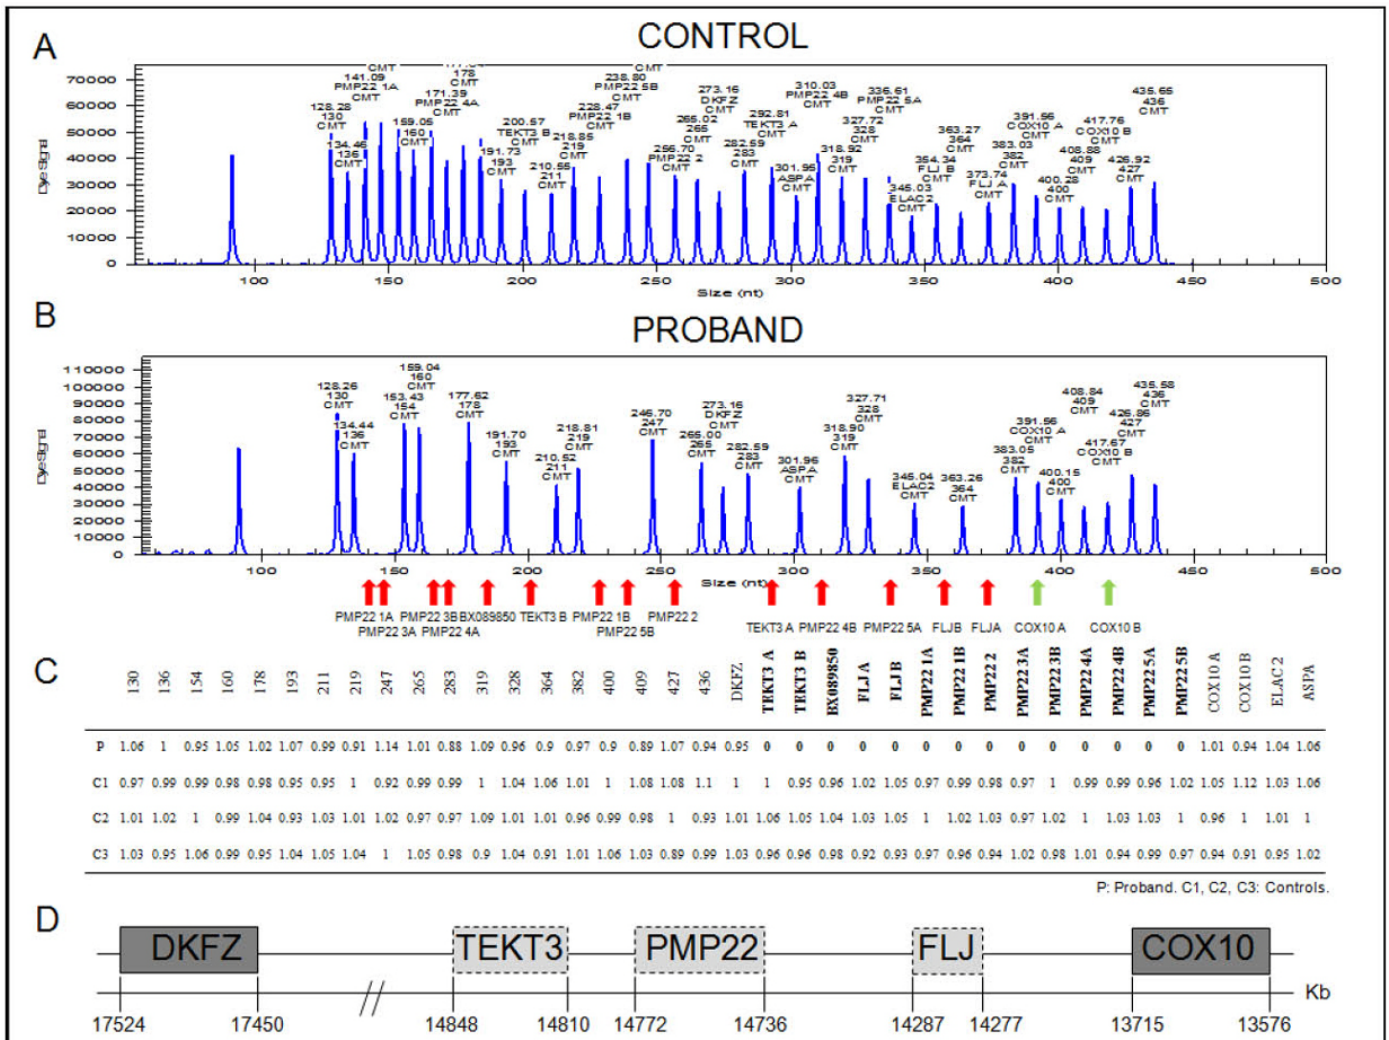 A
CONTROL
70000
60000
50000
40000
30000
20000
10000
0
Dye Signal
128.28
130
CMT
134.46
136
CMT
141.09
PMP22 1A
CMT
CMT
159.05
160
CMT
171.39
PMP22 4A
CMT
178
CMT
191.73
193
CMT
200.57
TEKT3 B
CMT
210.55
211
CMT
218.85
219
CMT
228.47
PMP22 1B
CMT
238.80
PMP22 5B
CMT
CMT
256.70
PMP22 2
265.02
265
CMT
273.16
DKFZ
CMT
282.59
283
CMT
292.81
TEKT3 A
CMT
301.95
ASPA
CMT
310.03
PMP22 4B
CMT
318.92
319
CMT
327.72
328
CMT
336.61
PMP22 5A
CMT
345.03
ELAC2
CMT
354.34
FLJ B
CMT
363.27
364
CMT
373.74
FLJ A
CMT
383.03
382
CMT
391.56
COX10 A
CMT
400.28
400
CMT
408.88
409
CMT
417.76
COX10 B
CMT
426.92
427
CMT
435.65
436
CMT
100 150 200 250 300 350 400 450 500
Size (nt)
B
PROBAND
110000
100000
90000
80000
70000
60000
50000
40000
30000
20000
10000
0
Dye Signal
128.26
130
CMT
134.44
136
CMT
153.43
154
CMT
159.04
160
CMT
177.62
178
CMT
191.70
193
CMT
210.52
211
CMT
218.81
219
CMT
246.70
247
CMT
265.00
265
CMT
273.16
DKFZ
CMT
282.59
283
CMT
301.96
ASPA
CMT
318.90
319
CMT
327.71
328
CMT
345.04
ELAC2
CMT
363.26
364
CMT
383.05
382
CMT
391.56
COX10 A
CMT
400.15
400
CMT
408.84
409
CMT
417.67
COX10 B
CMT
426.86
427
CMT
435.58
436
CMT
100 150 200 250 300 350 400 450 500
Size (nt)
PMP22 1A PMP22 3B BX089850 TEKT3 B PMP22 1B PMP22 2
PMP22 3A PMP22 4A PMP22 5B
TEKT3 A PMP22 4B PMP22 5A FLJB FLJA COX10 A COX10 B
C
130 136 154 160 178 193 211 219 247 265 283 319 328 364 382 400 409 427 436 DKFZ TEKT3 A TEKT3 B BX089850 FLJ A FLJ B PMP22 1A PMP22 1B PMP22 2 PMP22 3A PMP22 3B PMP22 4A PMP22 4B PMP22 5A PMP22 5B COX10 A COX10 B ELAC 2 ASPA
P 1.06 1 0.95 1.05 1.02 1.07 0.99 0.91 1.14 1.01 0.88 1.09 0.96 0.9 0.97 0.9 0.89 1.07 0.94 0.95 0 0 0 0 0 0 0 0 0 0 0 0 0 0 1.01 0.94 1.04 1.06
C1 0.97 0.99 0.99 0.98 0.98 0.95 0.95 1 0.92 0.99 0.99 1 1.04 1.06 1.01 1 1.08 1.08 1.1 1 1 0.95 0.96 1.02 1.05 0.97 0.99 0.98 0.97 1 0.99 0.99 0.96 1.02 1.05 1.12 1.03 1.06
C2 1.01 1.02 1 0.99 1.04 0.93 1.03 1.01 1.02 0.97 0.97 1.09 1.01 1.01 0.96 0.99 0.98 1 0.93 1.01 1.06 1.05 1.04 1.03 1.05 1 1.02 1.03 0.97 1.02 1 1.03 1.03 1 0.96 1 1.01 1
C3 1.03 0.95 1.06 0.99 0.95 1.04 1.05 1.04 1 1.05 0.98 0.9 1.04 0.91 1.01 1.06 1.03 0.89 0.99 1.03 0.96 0.96 0.98 0.92 0.93 0.97 0.96 0.94 1.02 0.98 1.01 0.94 0.99 0.97 0.94 0.91 0.95 1.02
P: Proband. C1, C2, C3: Controls.
D
DKFZ TEKT3 PMP22 FLJ COX10
Kb
17524 17450 14848 14810 14772 14736 14287 14277 13715 13576